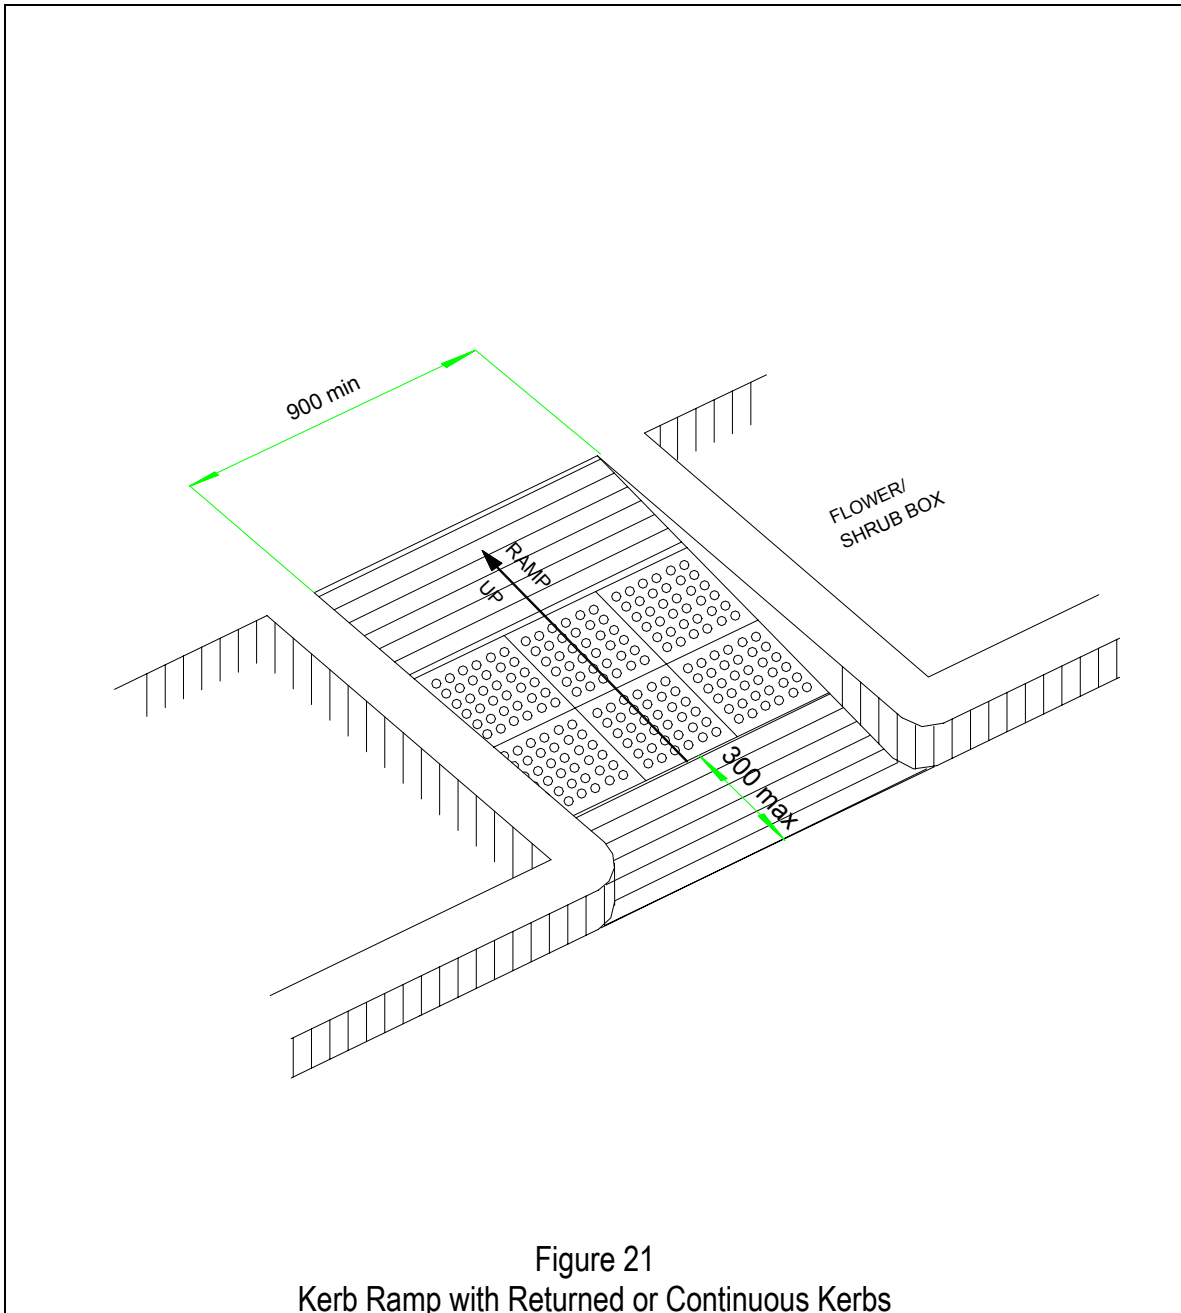 900 min
FLOWER/
SHRUB BOX
RAMP
UP
300 max
Figure 21
Kerb Ramp with Returned or Continuous Kerbs